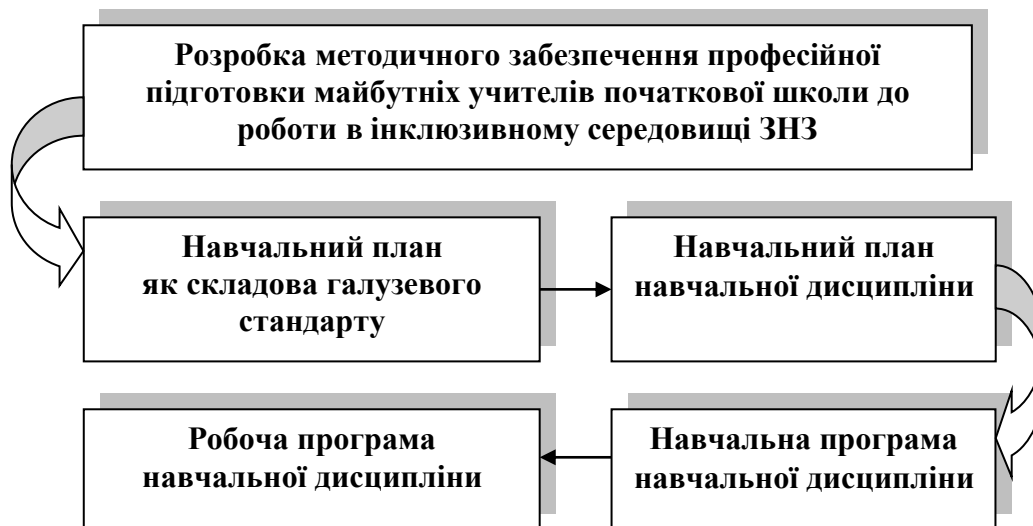 Розробка методичного забезпечення професійної
підготовки майбутніх учителів початкової школи до
роботи в інклюзивному середовищі ЗНЗ
Навчальний план
як складова галузевого
стандарту
Навчальний план
навчальної дисципліни
Робоча програма
навчальної дисципліни
Навчальна програма
навчальної дисципліни